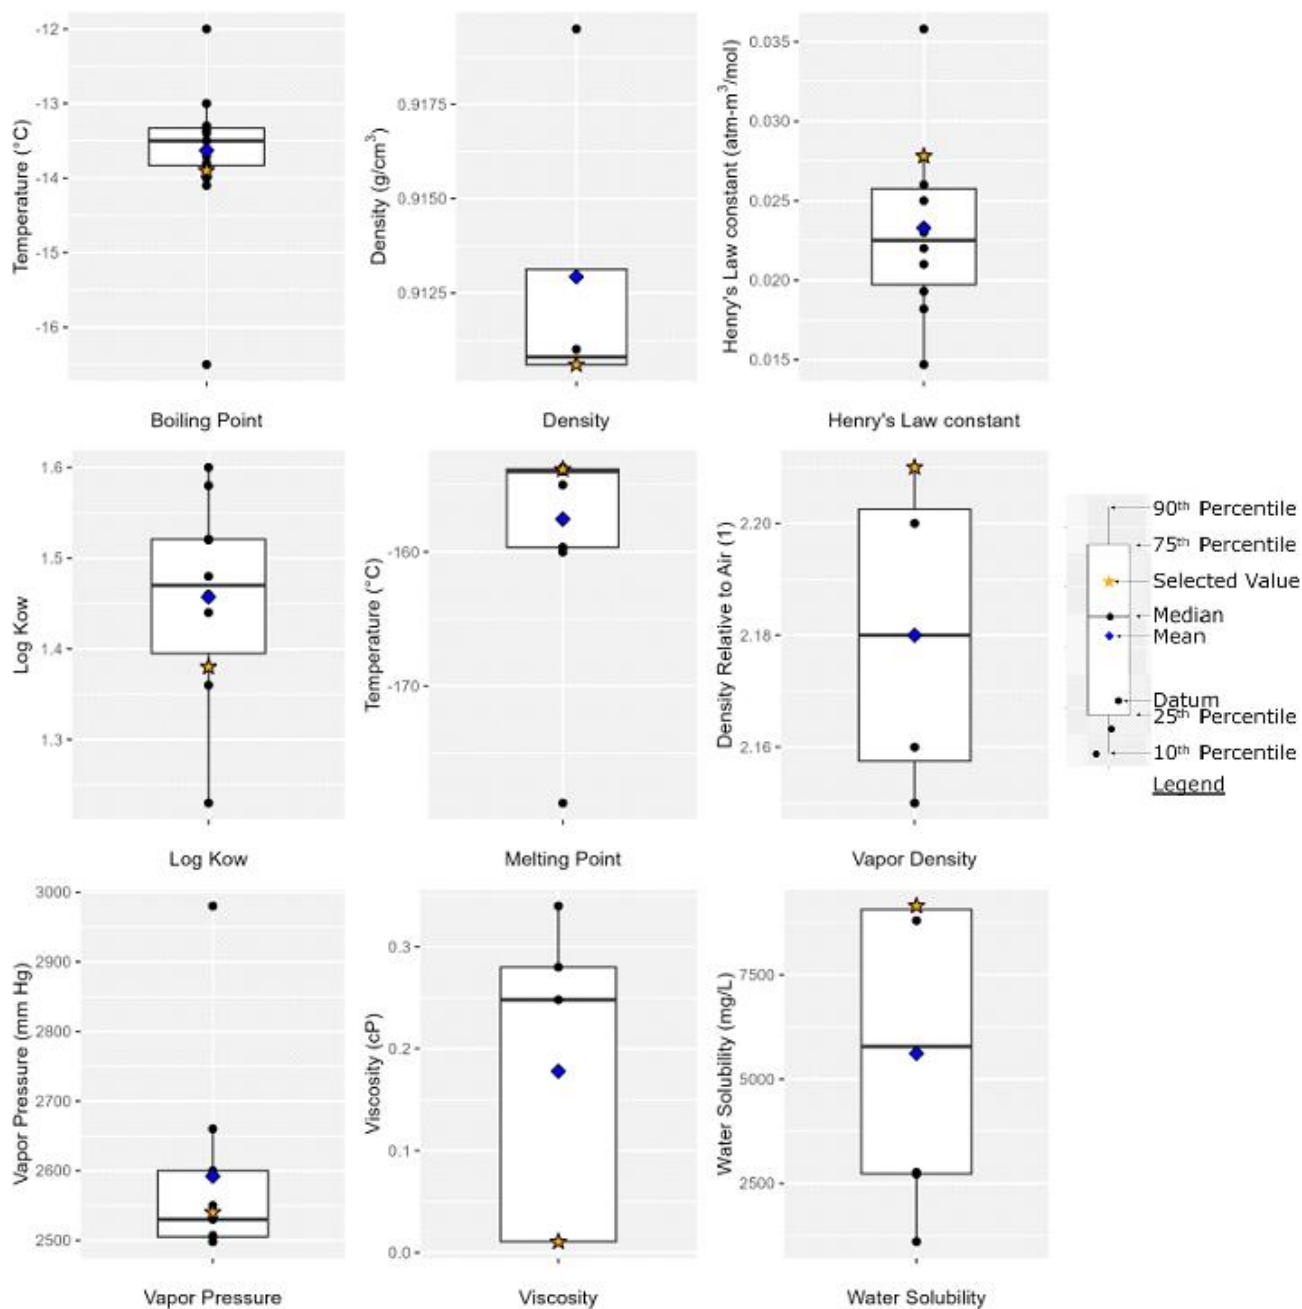 -12
-13
-14
-15
-16
Temperature (°C)
Boiling Point
0.9175
0.9150
0.9125
Density (g/cm³)
Density
0.035
0.030
0.025
0.020
0.015
Henry's Law constant (atm-m³/mol)
Henry's Law constant
1.6
1.5
1.4
1.3
Log Kow
Log Kow
-160
-170
Temperature (°C)
Melting Point
2.20
2.18
2.16
Density Relative to Air (1)
Vapor Density
90th Percentile
75th Percentile
Selected Value
Median
Mean
Datum
25th Percentile
10th Percentile
Legend
3000
2900
2800
2700
2600
2500
Vapor Pressure (mm Hg)
Vapor Pressure
0.3
0.2
0.1
0.0
Viscosity (cP)
Viscosity
7500
5000
2500
Water Solubility (mg/L)
Water Solubility